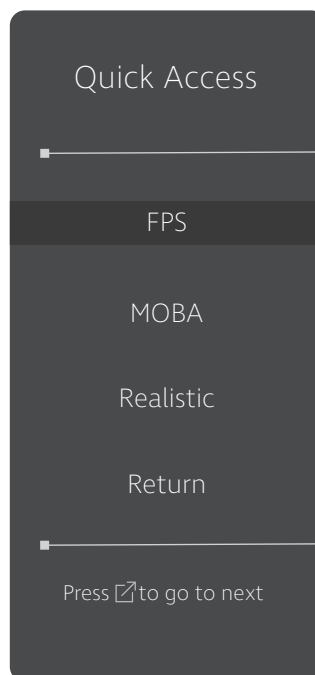 Quick Access
FPS
MOBA
Realistic
Return
Press to go to next